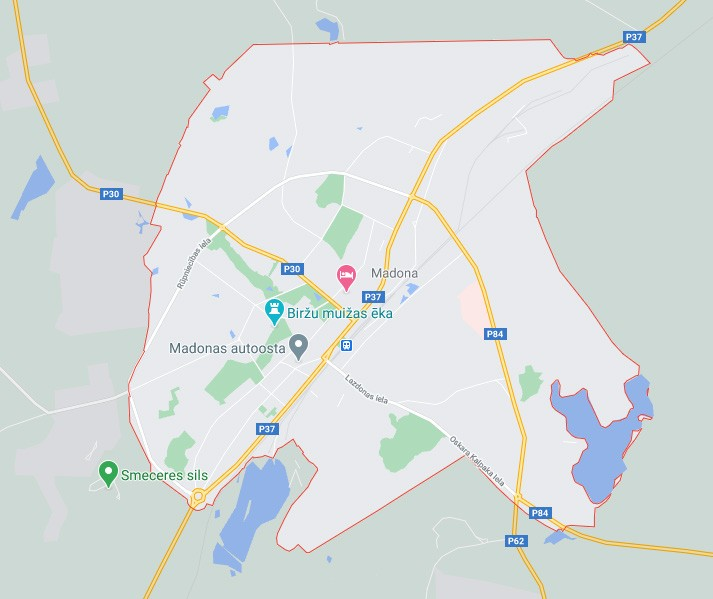 P37
P30
Rūpniecības iela
P30
Madona
P37
Biržu muižas ēka
P84
Madonas autoosta
Lazdonas iela
P37
Oskara Kalpaka iela
Smeceres sils
P84
P62